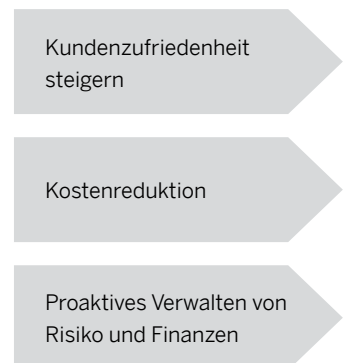 Kundenzufriedenheit
steigern
Kostenreduktion
Proaktives Verwalten von
Risiko und Finanzen